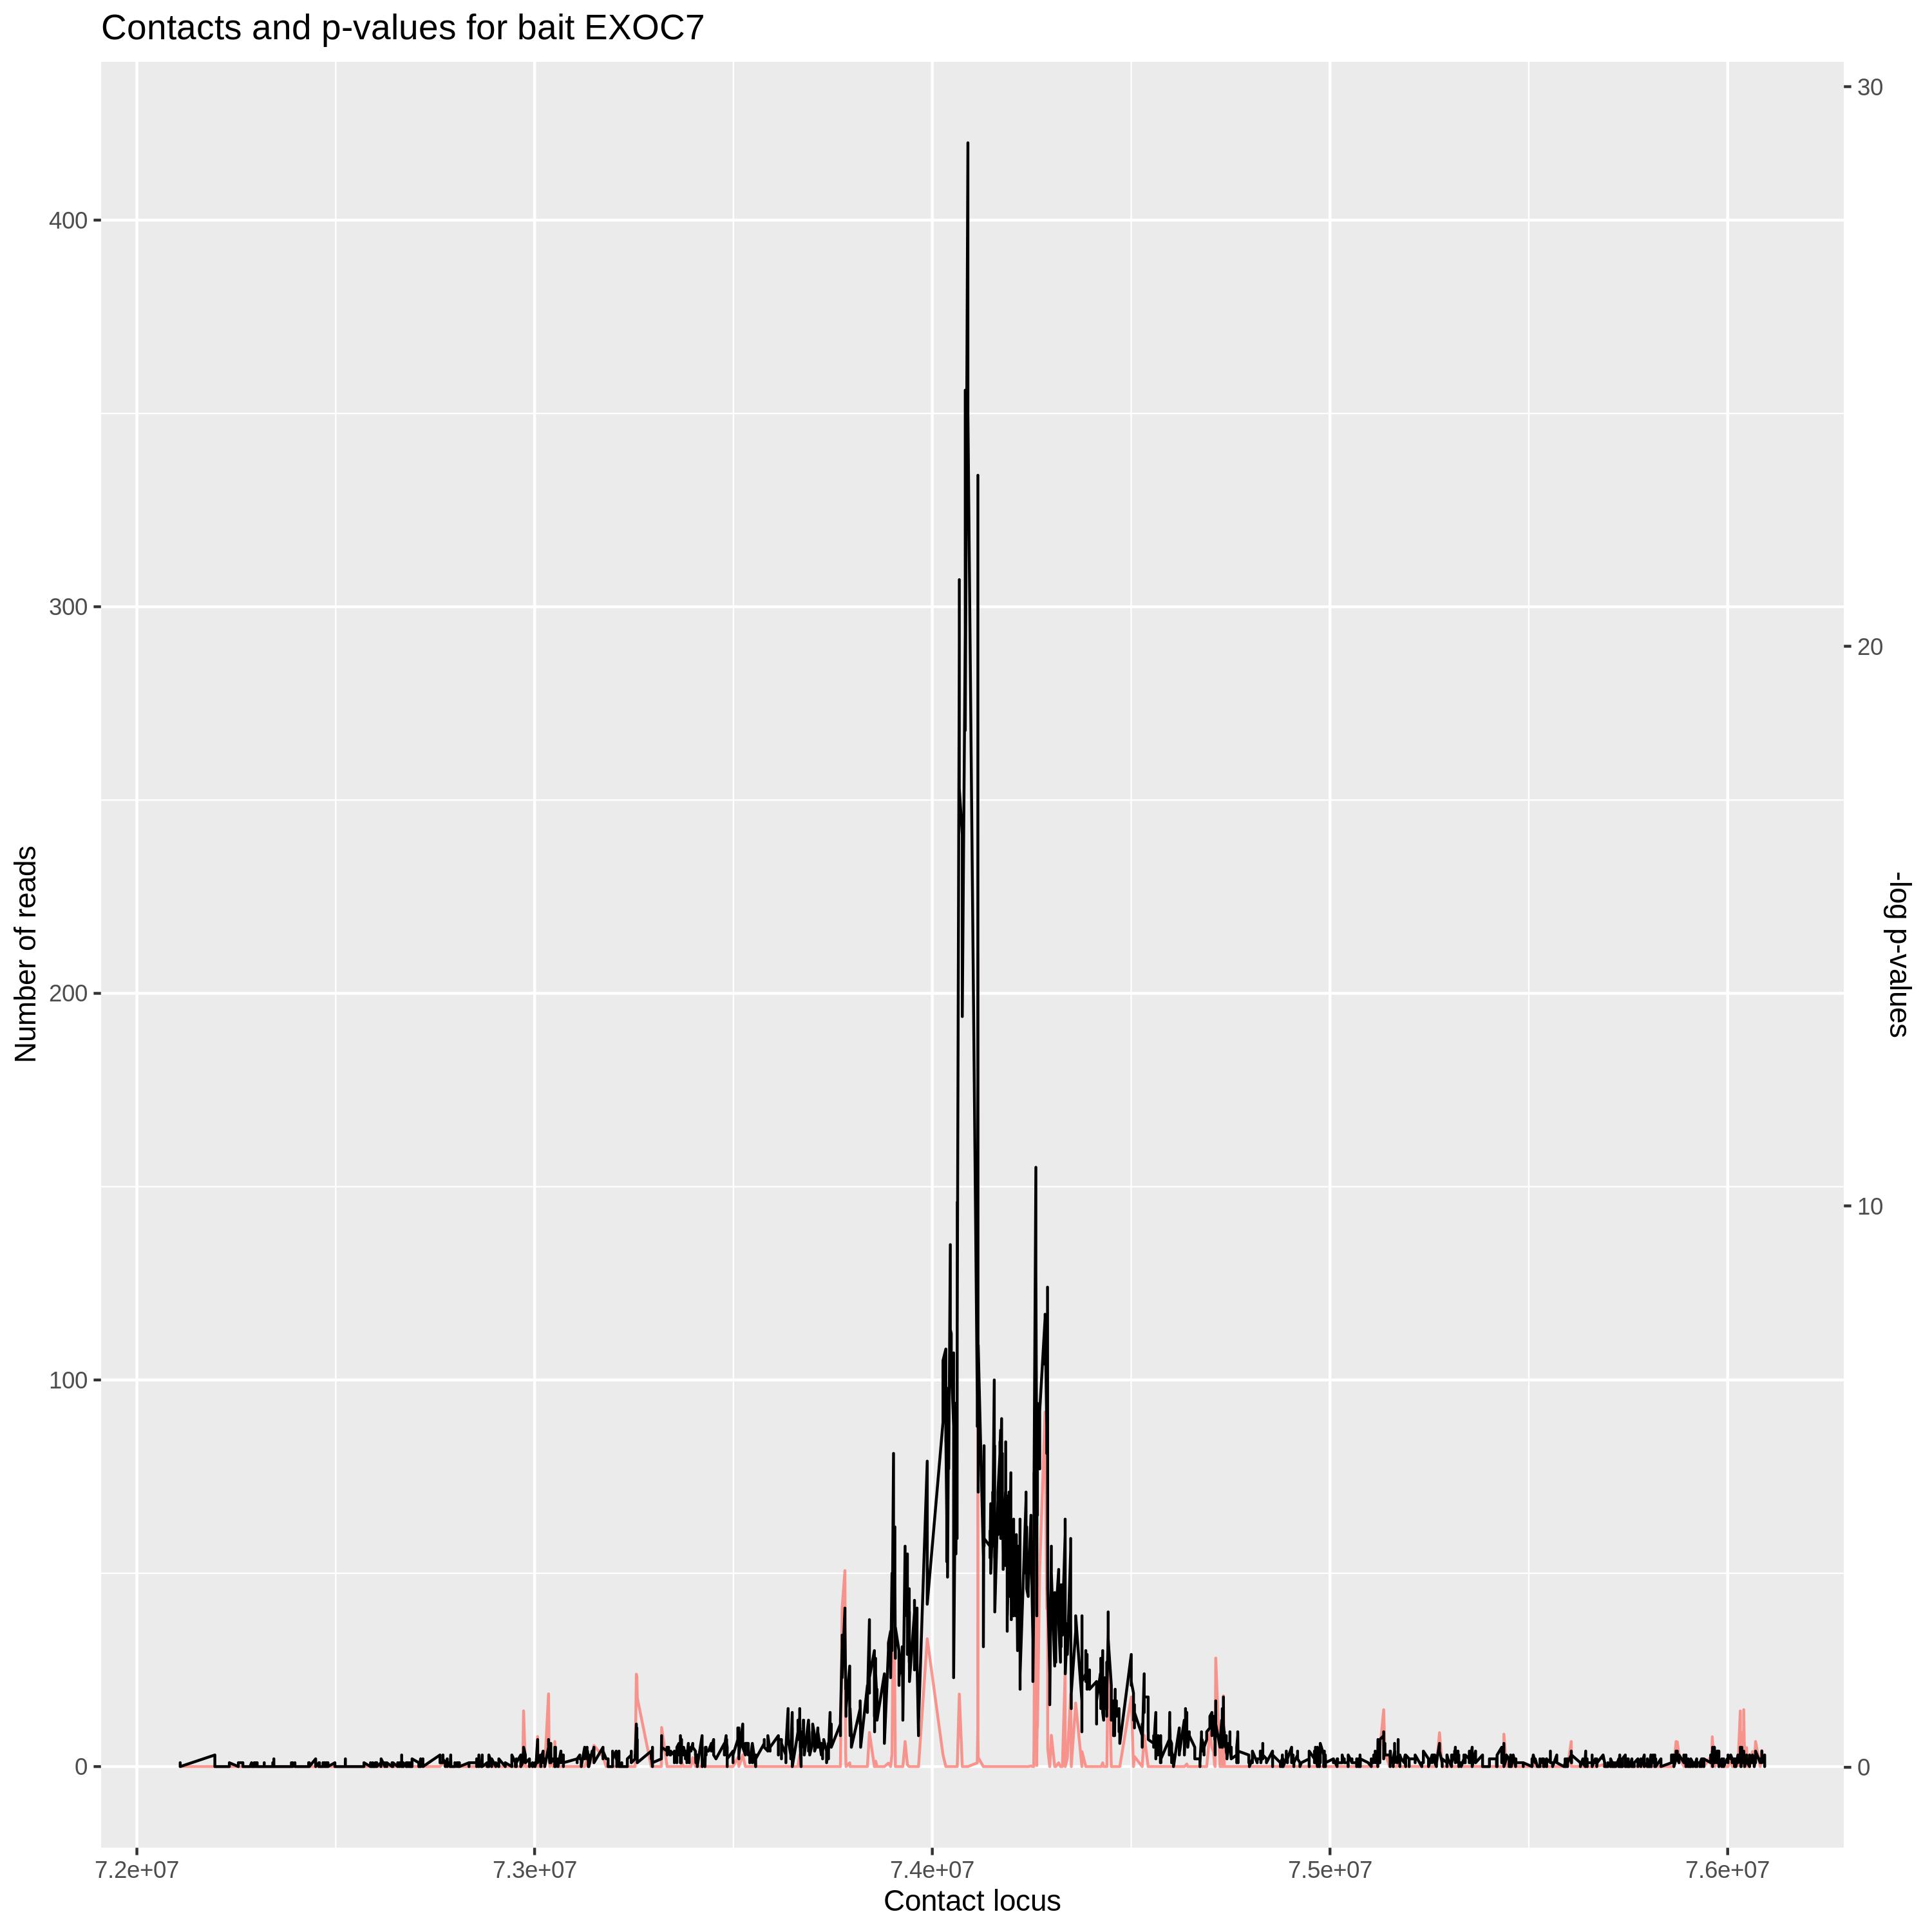 Contacts and p-values for bait EXOC7
Number of reads
400
300
200
100
0
30
20
10
0
-log p-values
7.2e+07
7.3e+07
7.4e+07
7.5e+07
7.6e+07
Contact locus